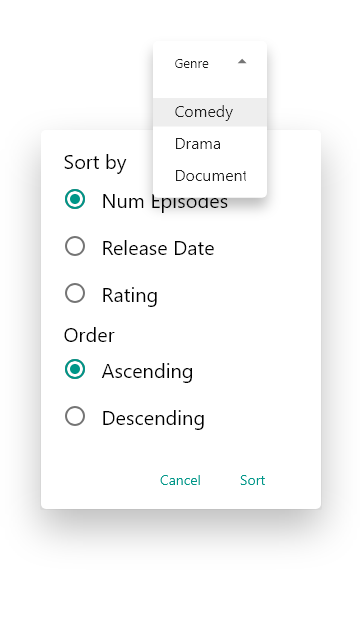 Genre
Comedy
Drama
Document
Sort by
Num Episodes
Release Date
Rating
Order
Ascending
Descending
Cancel Sort